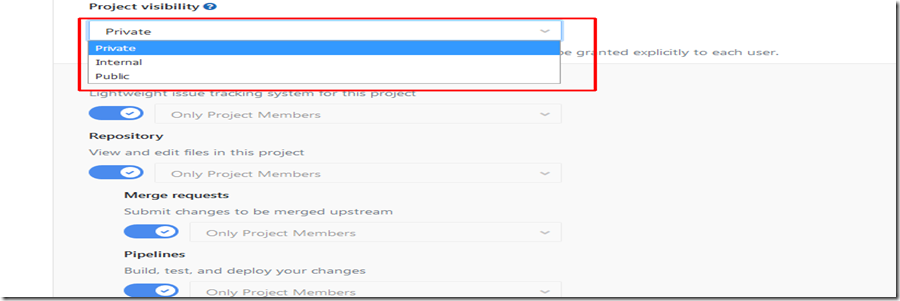 Project visibility
Private
Private
be granted explicitly to each user.
Internal
Public
Lightweight issue tracking system for this project
Only Project Members
Repository
View and edit files in this project
Only Project Members
Merge requests
Submit changes to be merged upstream
Only Project Members
Pipelines
Build, test, and deploy your changes
Only Project Members